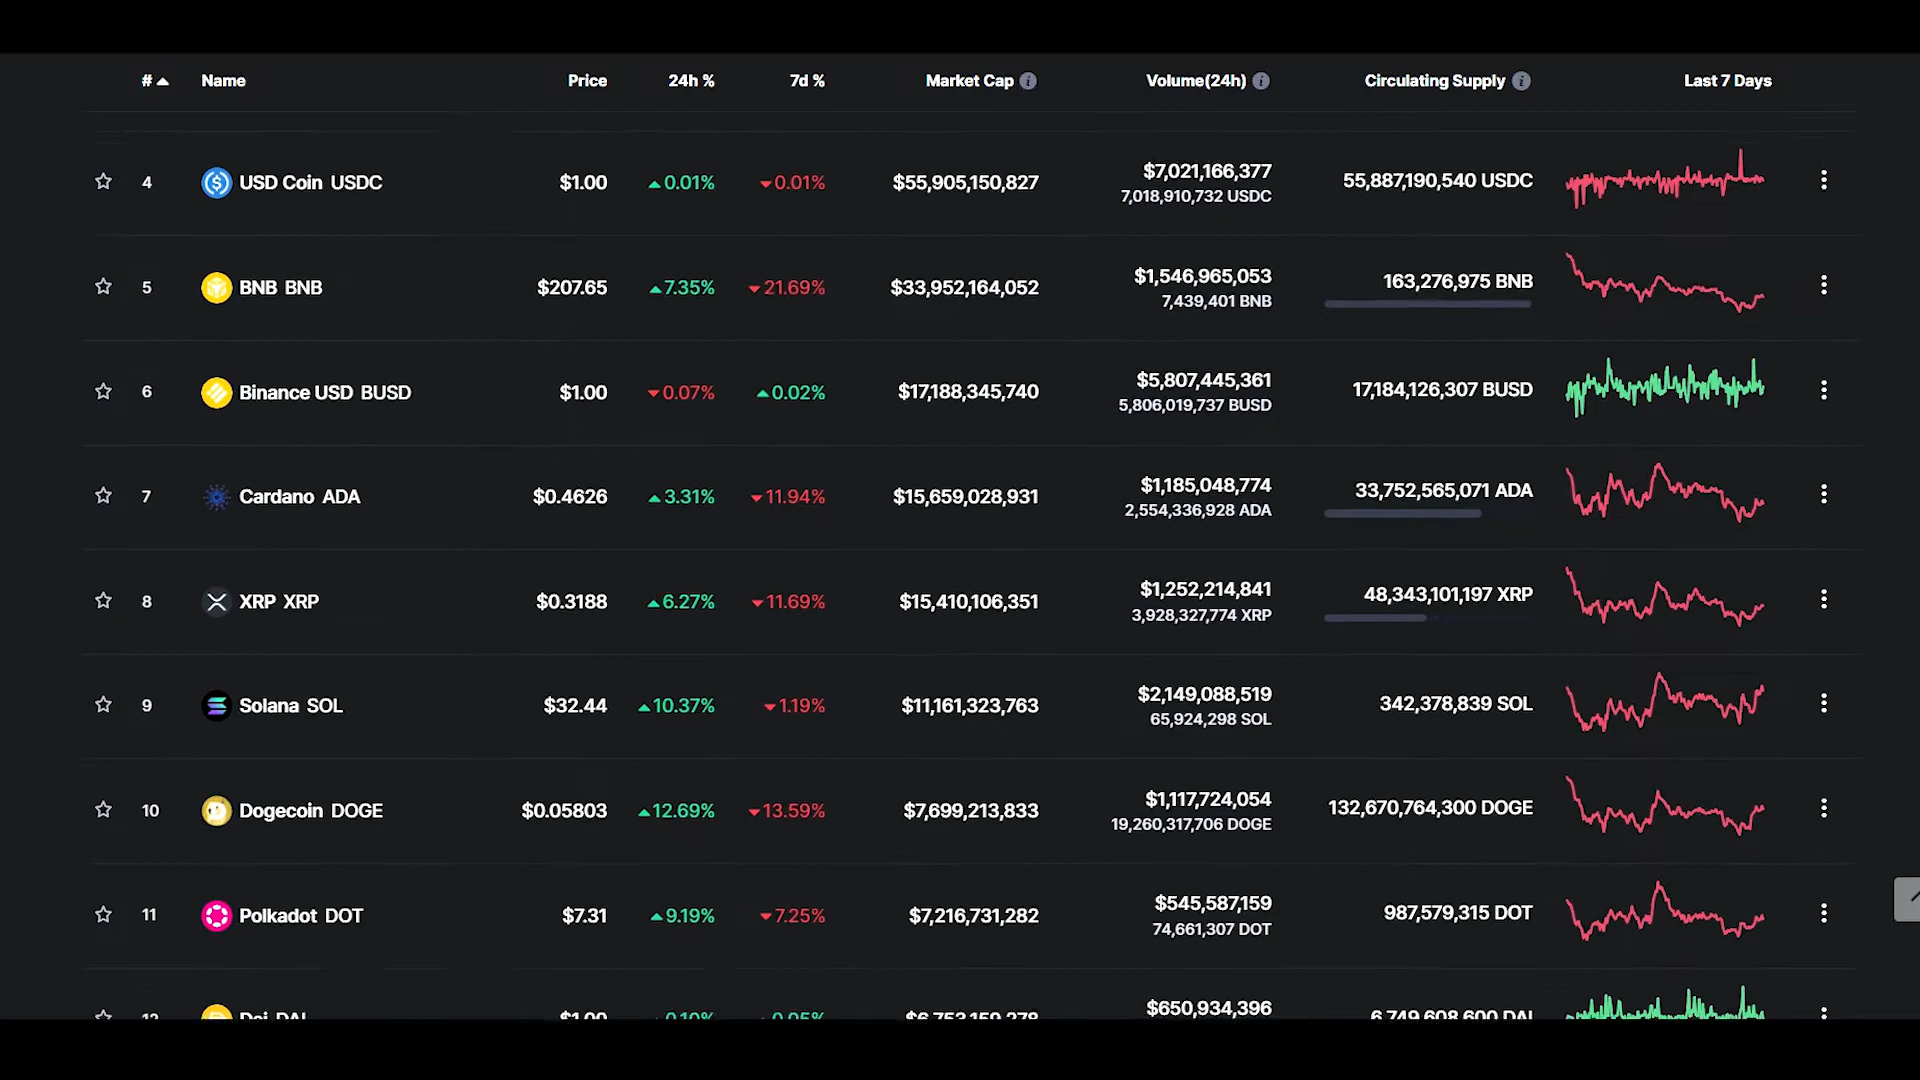 # Name Price 24h % 7d % Market Cap Volume(24h) Circulating Supply Last 7 Days
4 USD Coin USDC $1.00 0.01% 0.01% $55,905,150,827 $7,021,166,377 55,887,190,540 USDC
7,018,910,732 USDC
5 BNB BNB $207.65 7.35% 21.69% $33,952,164,052 $1,546,965,053 163,276,975 BNB
7,439,401 BNB
6 Binance USD BUSD $1.00 0.07% 0.02% $17,188,345,740 $5,807,445,361 17,184,126,307 BUSD
5,806,019,737 BUSD
7 Cardano ADA $0.4626 3.31% 11.94% $15,659,028,931 $1,185,048,774 33,752,565,071 ADA
2,554,336,928 ADA
8 XRP XRP $0.3188 6.27% 11.69% $15,410,106,351 $1,252,214,841 48,343,101,197 XRP
3,928,327,774 XRP
9 Solana SOL $32.44 10.37% 1.19% $11,161,323,763 $2,149,088,519 342,378,839 SOL
65,924,298 SOL
10 Dogecoin DOGE $0.05803 12.69% 13.59% $7,699,213,833 $1,117,724,054 132,670,764,300 DOGE
19,260,317,706 DOGE
11 Polkadot DOT $7.31 9.19% 7.25% $7,216,731,282 $545,587,159 987,579,315 DOT
74,661,307 DOT
12 Dai DAI $1.00 0.10% 0.05% $650,934,396